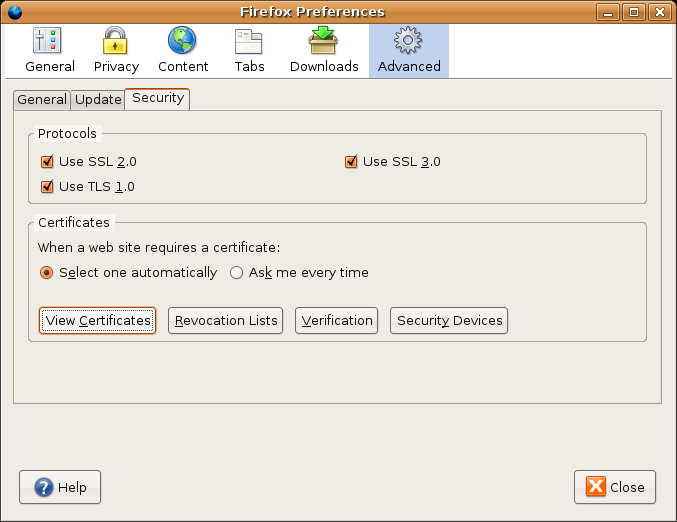 Firefox Preferences
General Privacy Content Tabs Downloads Advanced
General Update Security
Protocols
Use SSL 2.0 Use SSL 3.0
Use TLS 1.0
Certificates
When a web site requires a certificate:
Select one automatically Ask me every time
View Certificates Revocation Lists Verification Security Devices
Help Close